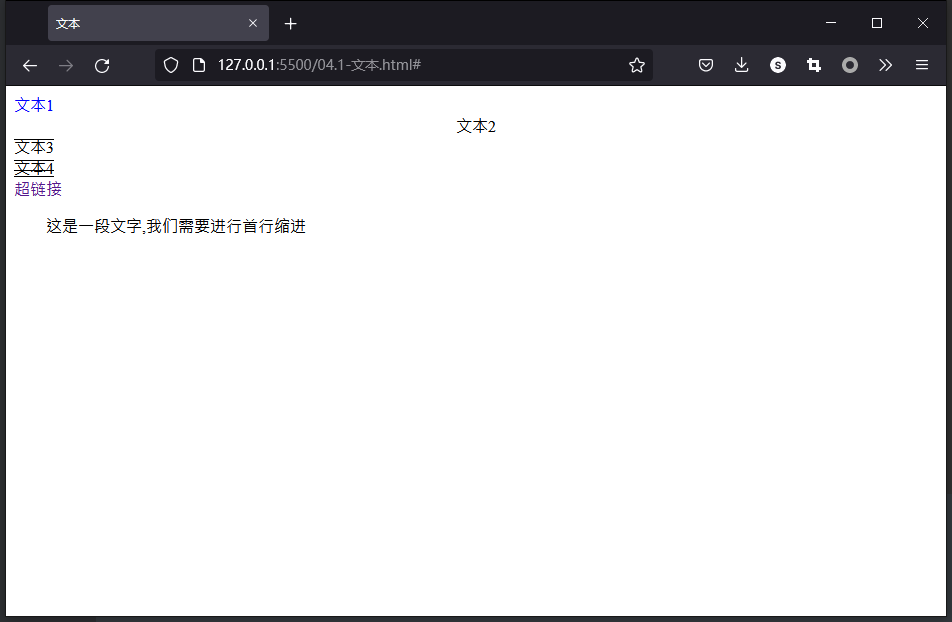 文本
127.0.0.1:5500/04.1-文本.html#
S
文本1
文本2
文本3
文本4
超链接
这是一段文字,我们需要进行首行缩进